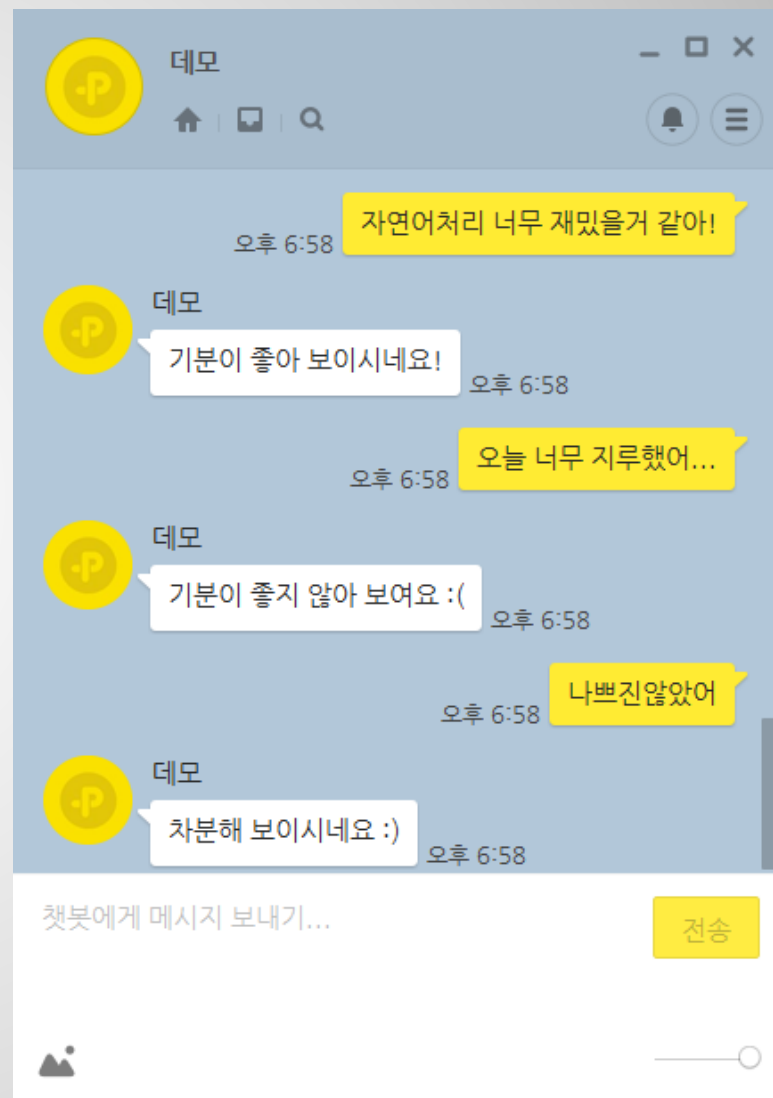 데모
자연어처리 너무 재밌을거 같아!
오후 6:58
데모
기분이 좋아 보이시네요!
오후 6:58
오늘 너무 지루했어...
오후 6:58
데모
기분이 좋지 않아 보여요 :(
오후 6:58
나쁘진않았어
오후 6:58
데모
차분해 보이시네요 :)
오후 6:58
챗봇에게 메시지 보내기...
전송